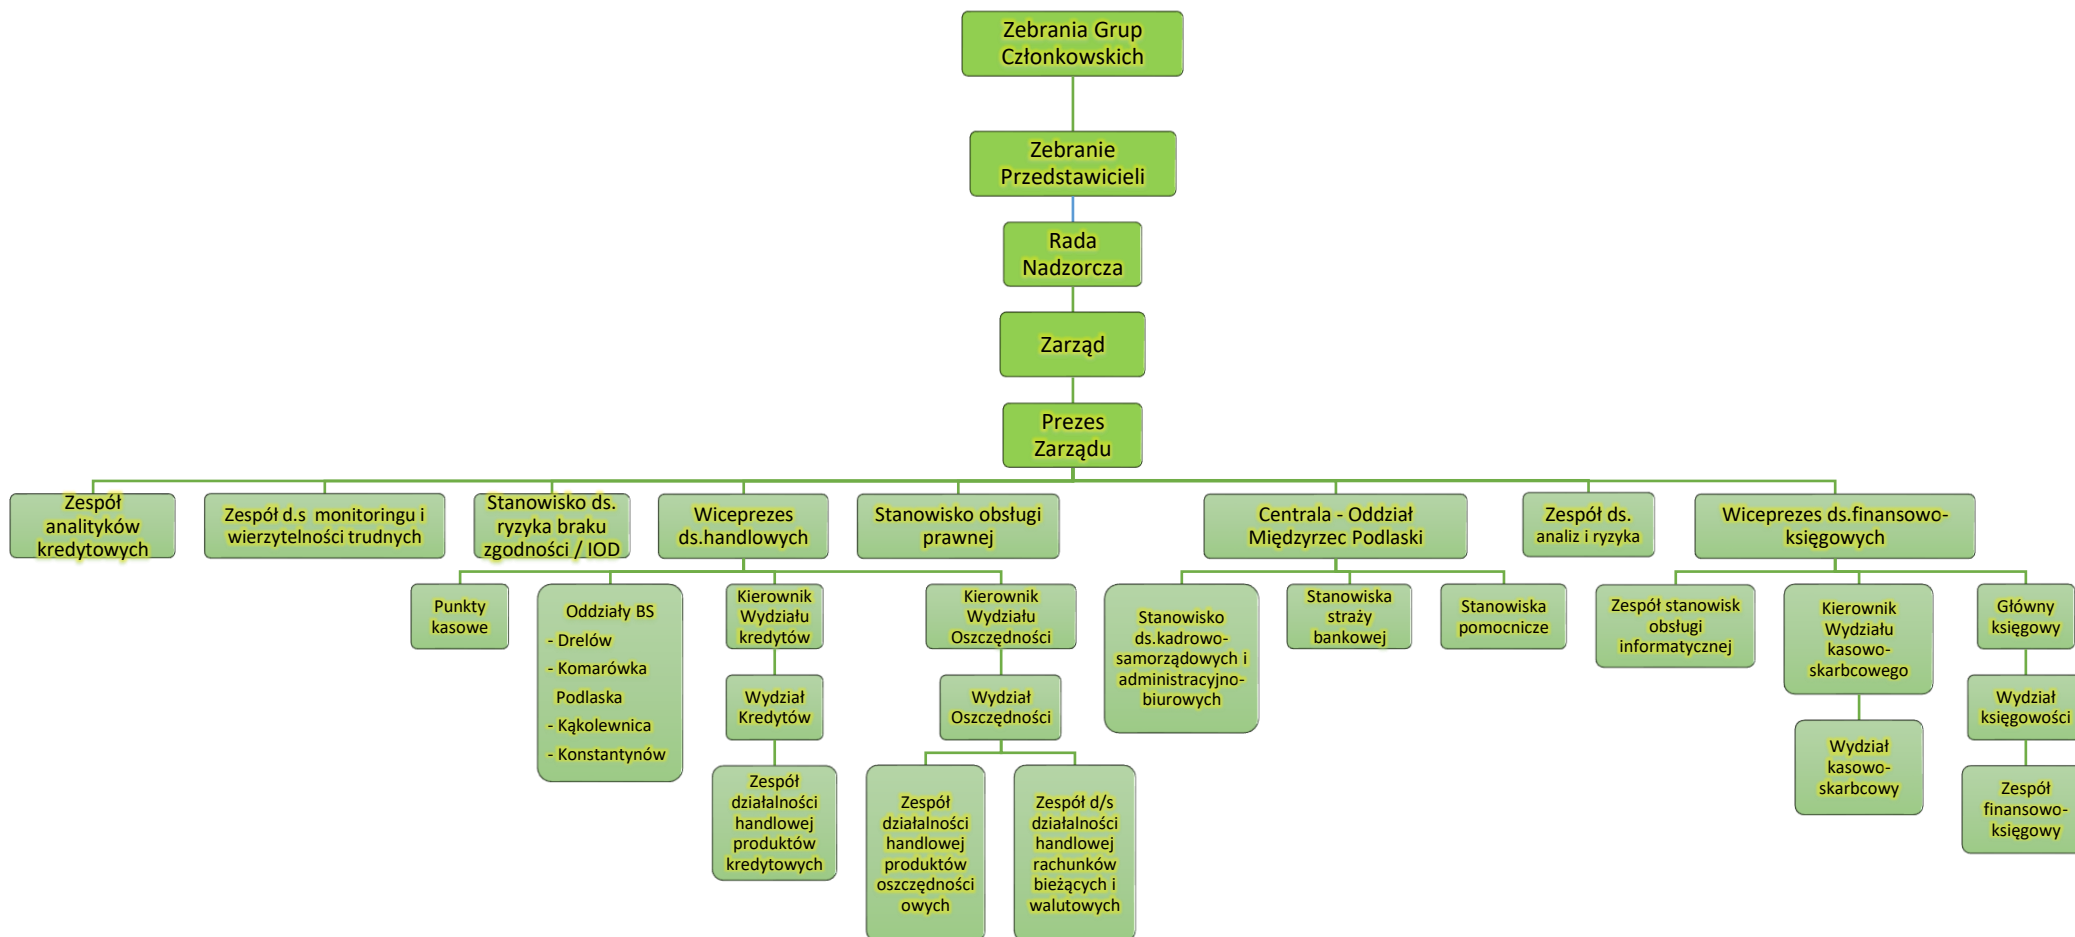 Zebrania Grup
Członkowskich
Zebranie
Przedstawicieli
Rada
Nadzorcza
Zarząd
Prezes
Zarządu
Zespół
analityków
kredytowych
Zespół d.s  monitoringu i
wierzytelności trudnych
Stanowisko ds.
ryzyka braku
zgodności / IOD
Wiceprezes
ds.handlowych
Stanowisko obsługi
prawnej
Centrala - Oddział
Międzyrzec Podlaski
Zespół ds.
analiz i ryzyka
Wiceprezes ds.finansowo-
księgowych
Punkty
kasowe
Oddziały BS
- Drelów
- Komarówka
Podlaska
- Kąkolewnica
- Konstantynów
Kierownik
Wydziału
kredytów
Wydział
Kredytów
Zespół
działalności
handlowej
produktów
kredytowych
Kierownik
Wydziału
Oszczędności
Wydział
Oszczędności
Zespół
działalności
handlowej
produktów
oszczędności
owych
Zespół d/s
działalności
handlowej
rachunków
bieżących i
walutowych
Stanowisko
ds.kadrowo-
samorządowych i
administracyjno-
biurowych
Stanowiska
straży
bankowej
Stanowiska
pomocnicze
Zespół stanowisk
obsługi
informatycznej
Kierownik
Wydziału
kasowo-
skarbcowego
Wydział
kasowo-
skarbcowy
Główny
księgowy
Wydział
księgowości
Zespół
finansowo-
księgowy